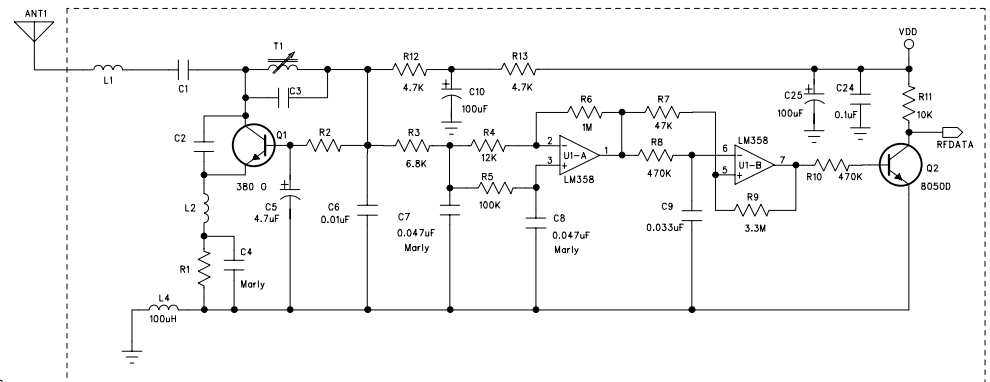 ANT1
L1
C1
T1
C3
R12
4.7K
R13
4.7K
C10
100uF
VDD
C25
100uF
C24
0.1uF
R11
10K
RFDATA
C2
Q1
380 0
R2
R3
6.8K
R4
12K
R5
100K
R6
1M
2
3
1
U1-A
LM358
R7
47K
R8
470K
LM358
6
5
7
U1-B
R9
3.3M
R10
470K
Q2
8050D
L2
C5
4.7uF
C6
0.01uF
C7
0.047uF
Marly
C8
0.047uF
Marly
C9
0.033uF
R1
C4
Marly
L4
100uH